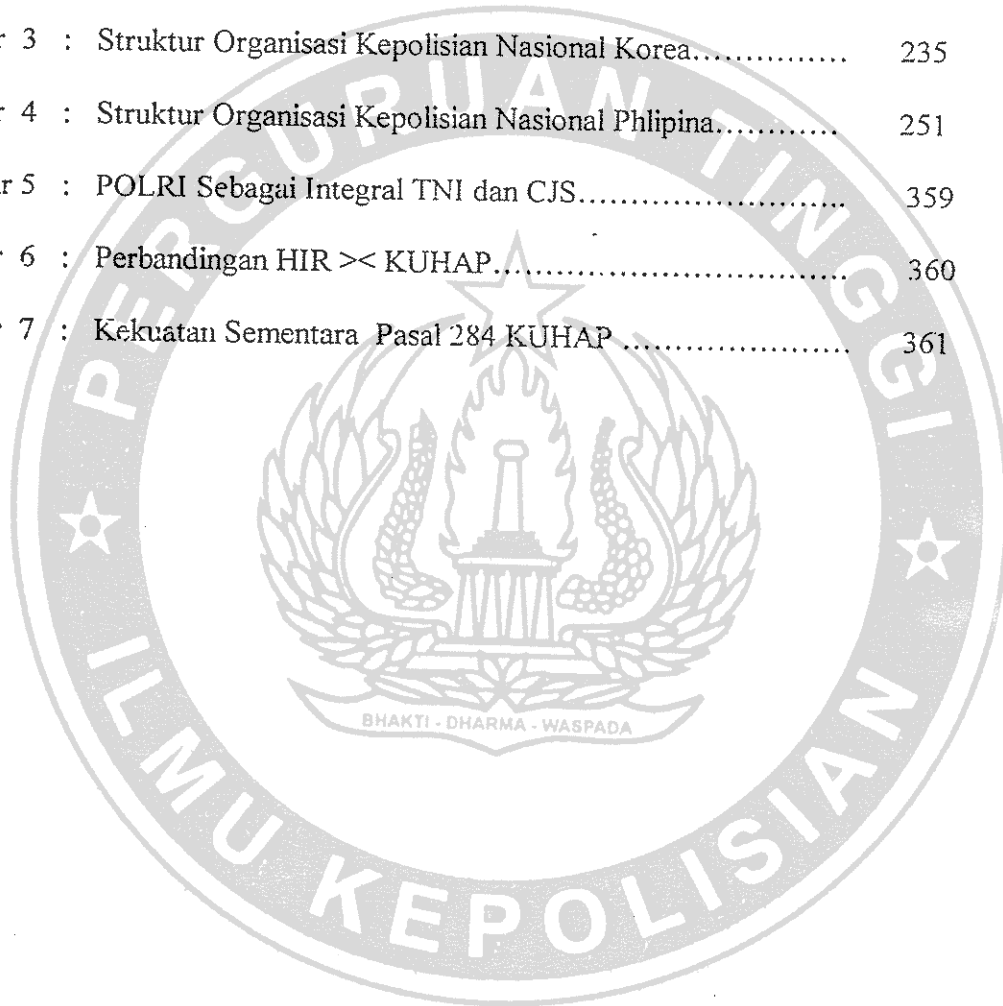 r 3 : Struktur Organisasi Kepolisian Nasional Korea............... 235
r 4 : Struktur Organisasi Kepolisian Nasional Phlipina............ 251
ar 5 : POLRI Sebagai Integral TNI dan CJS.......................... 359
r 6 : Perbandingan HIR >< KUHAP.................................. 360
r 7 : Kekuatan Sementara Pasal 284 KUHAP ...................... 361
PERGURUAN TINGGI
BHAKTI - DHARMA - WASPADA
ILMU KEPOLISIAN